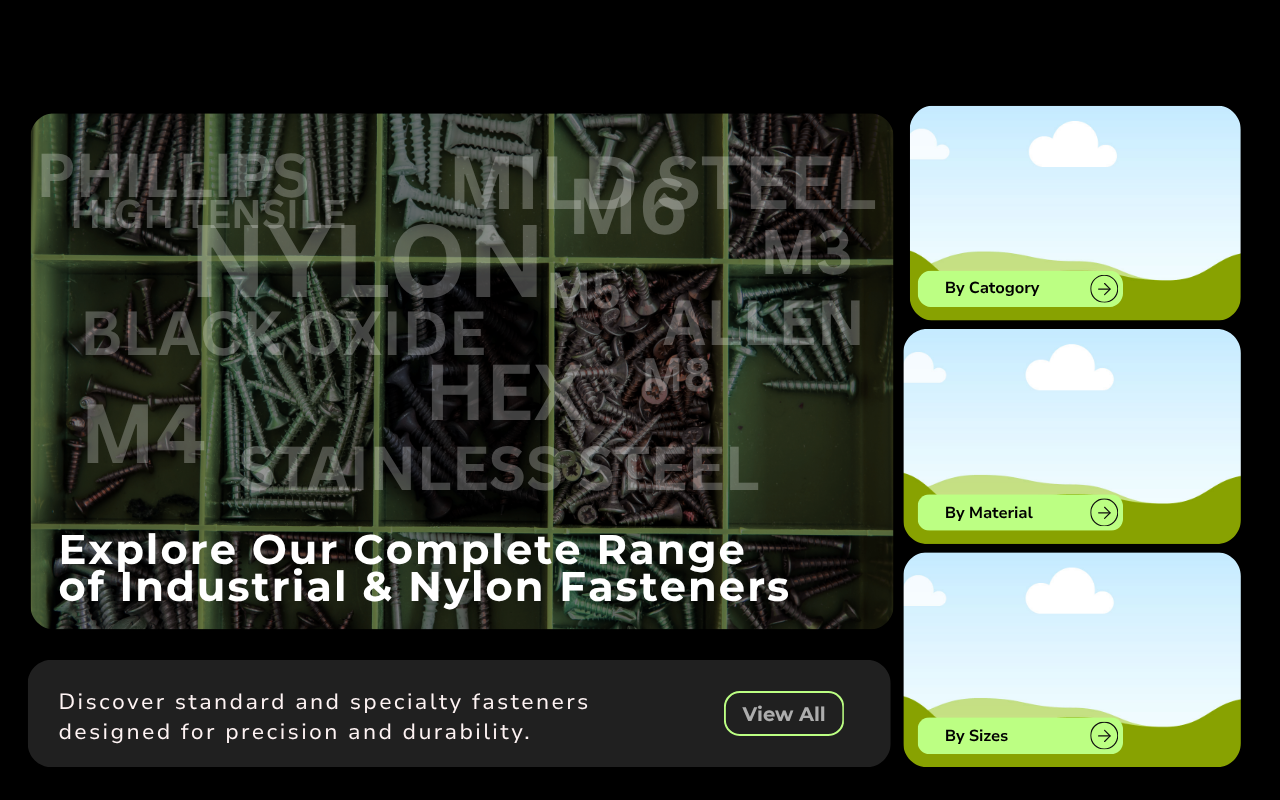 PHILLIPS
HIGH TENSILE
MILD STEEL
M6
NYLON
M3
M5
BLACK OXIDE
ALLEN
HEX
M8
M4
STAINLESS STEEL
Explore Our Complete Range
of Industrial & Nylon Fasteners
Discover standard and specialty fasteners
designed for precision and durability.
View All
By Catogory
By Material
By Sizes